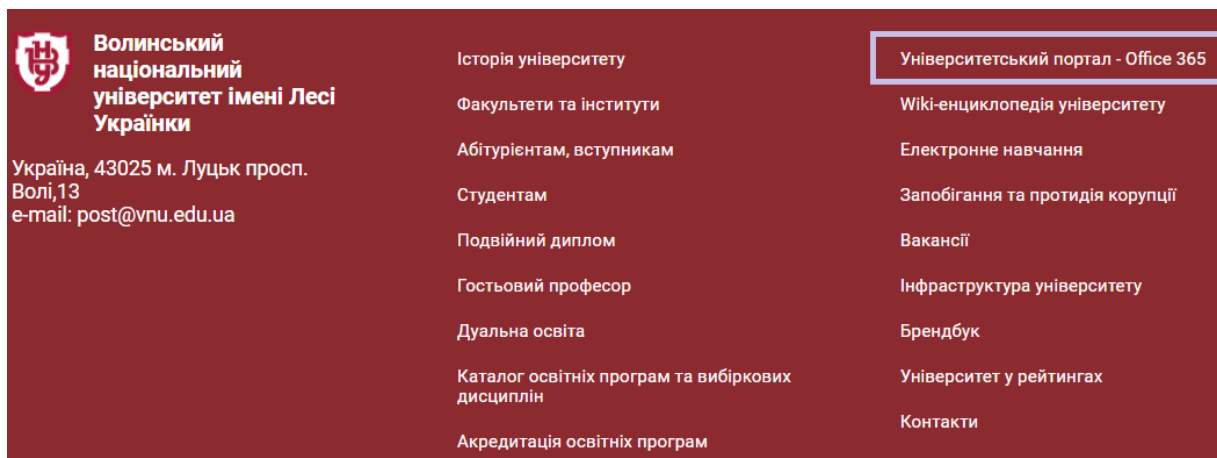 Волинський
національний
університет імені Лесі
Українки
Україна, 43025 м. Луцьк просп.
Волі,13
e-mail: post@vnu.edu.ua
Історія університету
Факультети та інститути
Абітурієнтам, вступникам
Студентам
Подвійний диплом
Гостьовий професор
Дуальна освіта
Каталог освітніх програм та вибіркових
дисциплін
Акредитація освітніх програм
Університетський портал - Office 365
Wiki-енциклопедія університету
Електронне навчання
Запобігання та протидія корупції
Вакансії
Інфраструктура університету
Брендбук
Університет у рейтингах
Контакти